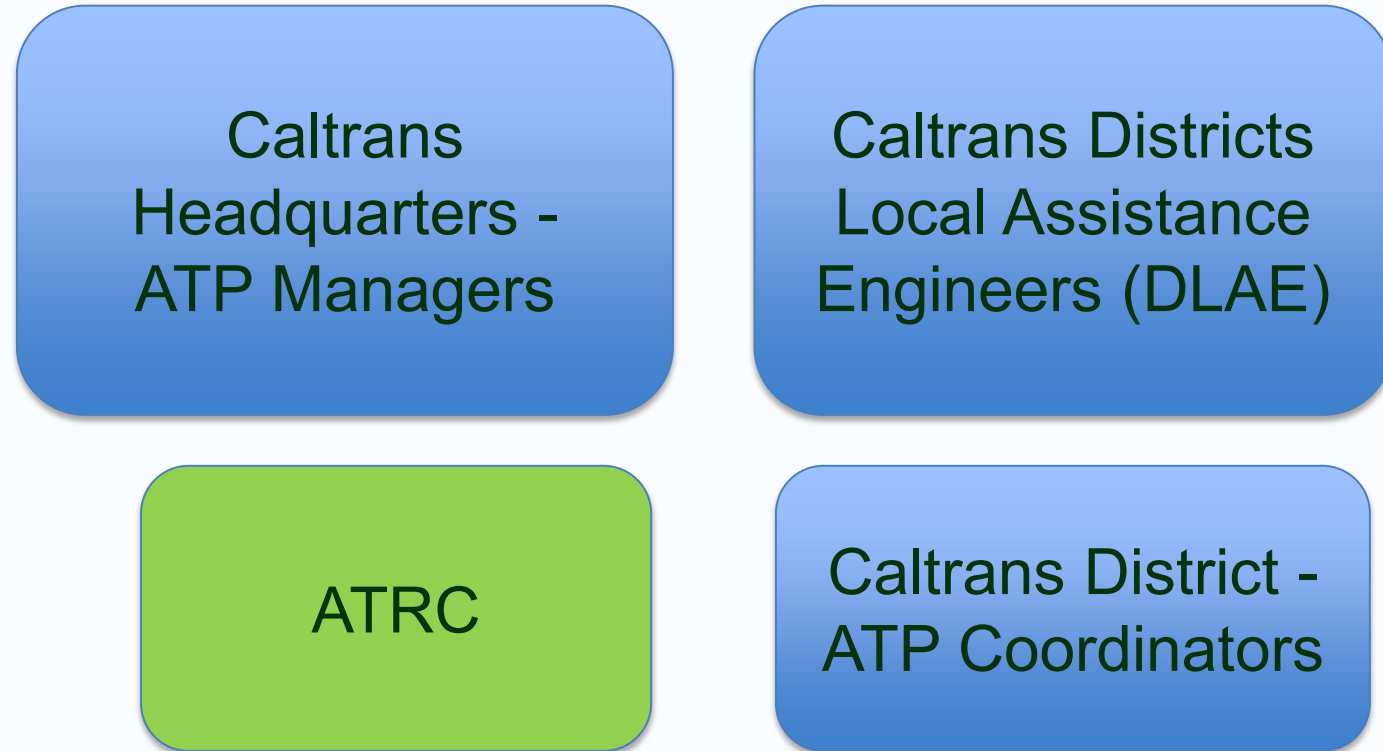 Caltrans
Headquarters -
ATP Managers
Caltrans Districts
Local Assistance
Engineers (DLAE)
ATRC
Caltrans District -
ATP Coordinators